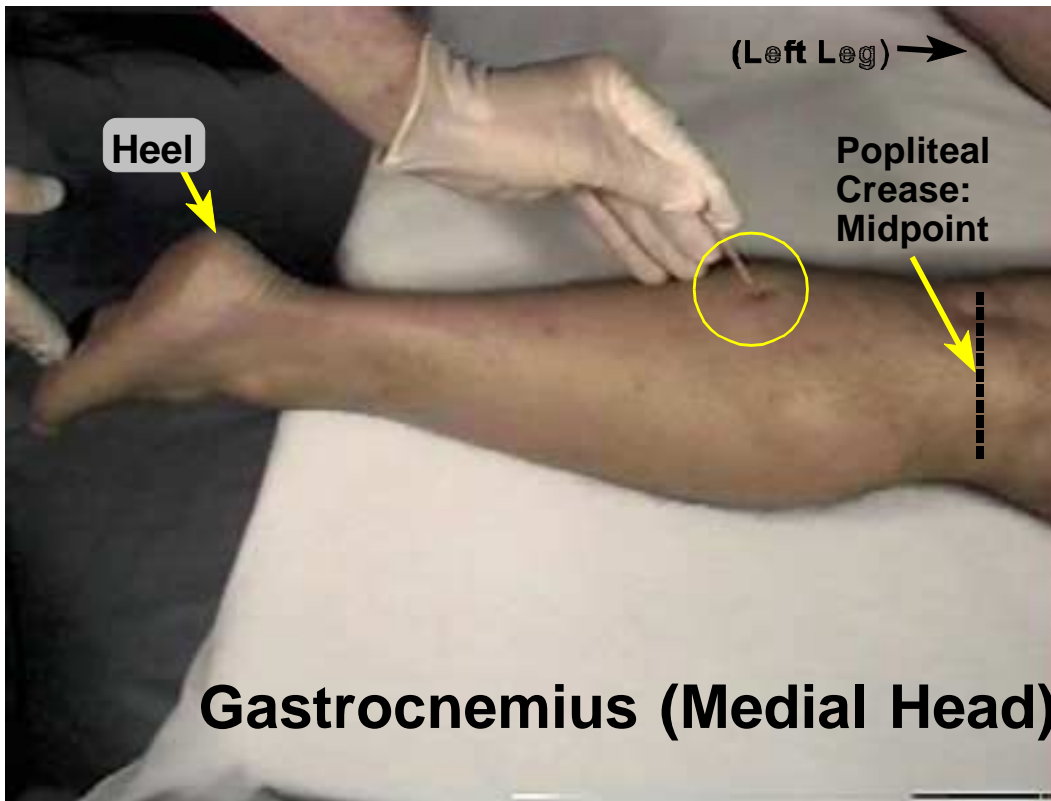 (Left Leg)
Heel
Popliteal
Crease:
Midpoint
Gastrocnemius (Medial Head)